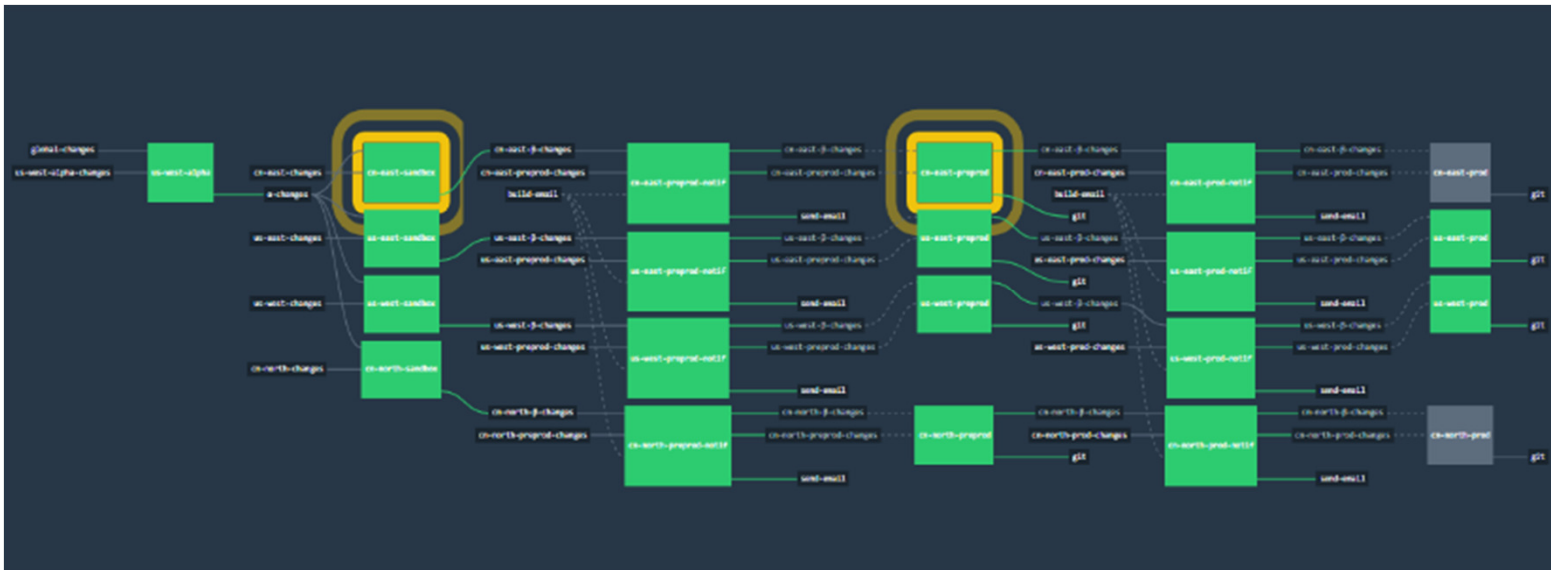 global-changes
us-west-alpha-changes
us-west-alpha
cn-east-changes
a-changes
us-east-changes
us-west-changes
cn-north-changes
cn-east-sandbox
us-east-sandbox
us-west-sandbox
cn-north-sandbox
cn-east-β-changes
cn-east-preprod-changes
build-email
us-east-β-changes
us-east-preprod-changes
us-west-β-changes
us-west-preprod-changes
cn-north-β-changes
cn-north-preprod-changes
cn-east-preprod-notif
us-east-preprod-notif
us-west-preprod-notif
cn-north-preprod-notif
cn-east-β-changes
cn-east-preprod-changes
send-email
us-east-β-changes
us-east-preprod-changes
send-email
us-west-β-changes
us-west-preprod-changes
send-email
cn-north-β-changes
cn-north-preprod-changes
send-email
cn-east-preprod
us-east-preprod
us-west-preprod
cn-north-preprod
cn-east-β-changes
cn-east-prod-changes
build-email
git
us-east-β-changes
us-east-prod-changes
git
us-west-β-changes
git
us-west-prod-changes
cn-north-β-changes
cn-north-prod-changes
git
cn-east-prod-notif
us-east-prod-notif
us-west-prod-notif
cn-north-prod-notif
cn-east-β-changes
cn-east-prod-changes
send-email
us-east-β-changes
us-east-prod-changes
send-email
us-west-β-changes
us-west-prod-changes
send-email
cn-north-β-changes
cn-north-prod-changes
send-email
cn-east-prod
us-east-prod
us-west-prod
cn-north-prod
git
git
git
git